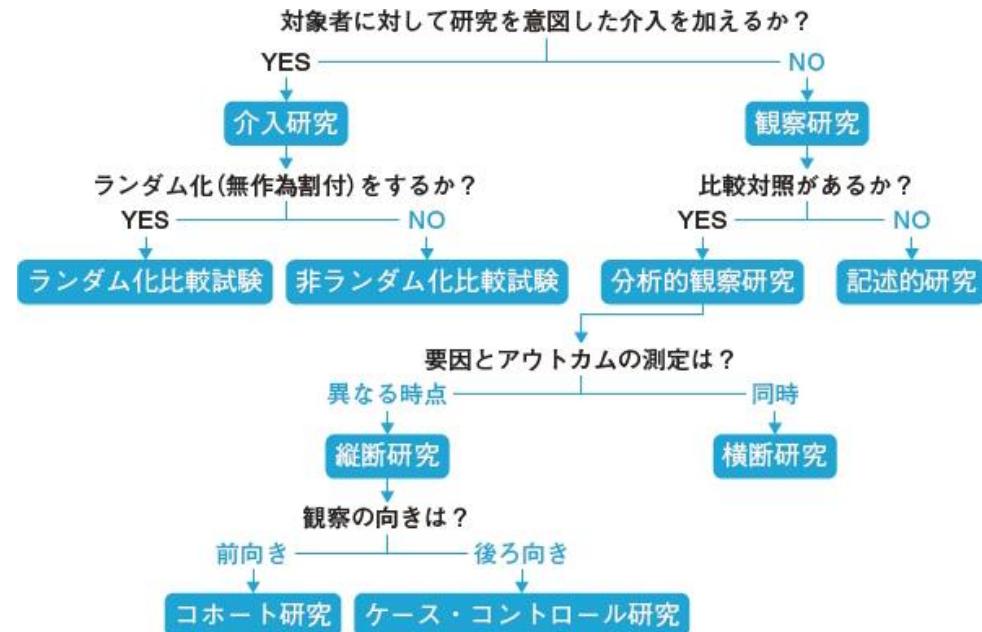 対象者に対して研究を意図した介入を加えるか？
YES NO
介入研究 観察研究
ランダム化(無作為割付)をするか？ 比較対照があるか？
YES NO YES NO
ランダム化比較試験 非ランダム化比較試験 分析的観察研究 記述的研究
要因とアウトカムの測定は？
異なる時点 同時
縦断研究 横断研究
観察の向きは？
前向き 後ろ向き
コホート研究 ケース・コントロール研究